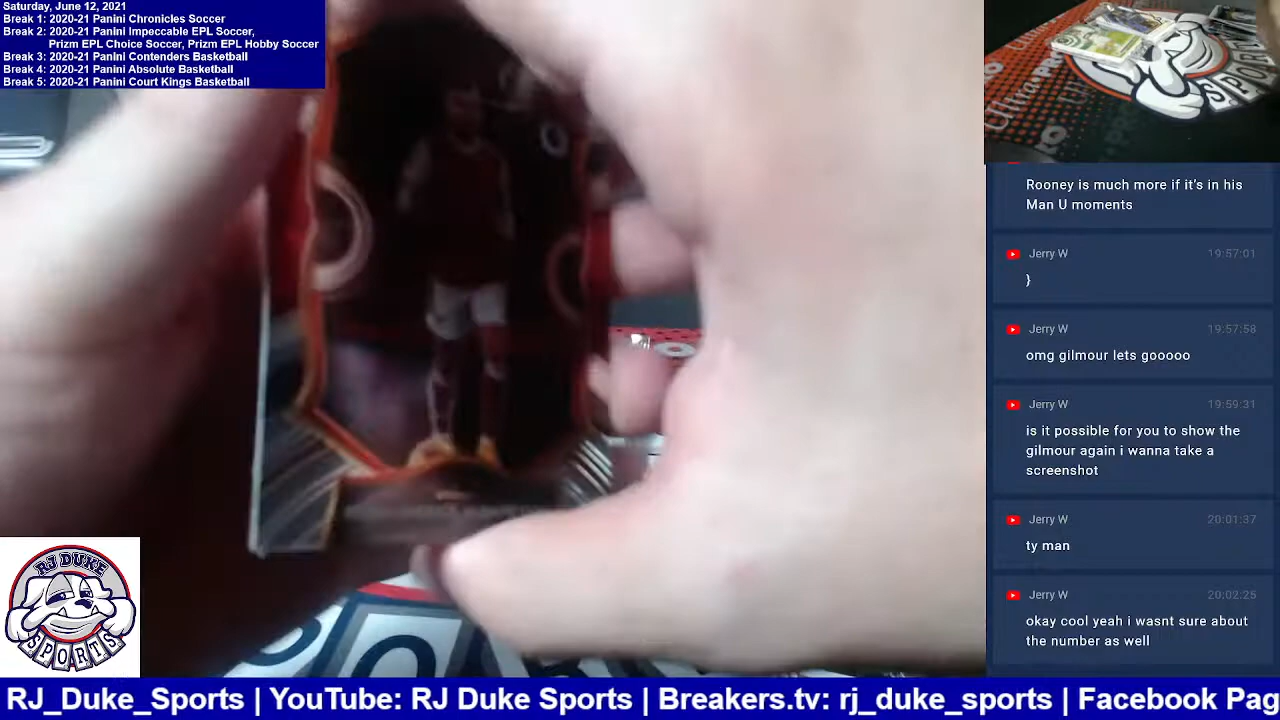 Saturday, June 12, 2021
Break 1: 2020-21 Panini Chronicles Soccer
Break 2: 2020-21 Panini Impeccable EPL Soccer,
Prizm EPL Choice Soccer, Prizm EPL Hobby Soccer
Break 3: 2020-21 Panini Contenders Basketball
Break 4: 2020-21 Panini Absolute Basketball
Break 5: 2020-21 Panini Court Kings Basketball
Ultra PRO
SPORTS
Rooney is much more if it's in his
Man U moments
Jerry W 19:57:01
}
Jerry W 19:57:58
omg gilmour lets gooooo
Jerry W 19:59:31
is it possible for you to show the
gilmour again i wanna take a
screenshot
Jerry W 20:01:37
ty man
Jerry W 20:02:25
okay cool yeah i wasnt sure about
the number as well
RJ DUKE
SPORTS
RJ_Duke_Sports | YouTube: RJ Duke Sports | Breakers.tv: rj_duke_sports | Facebook Pag